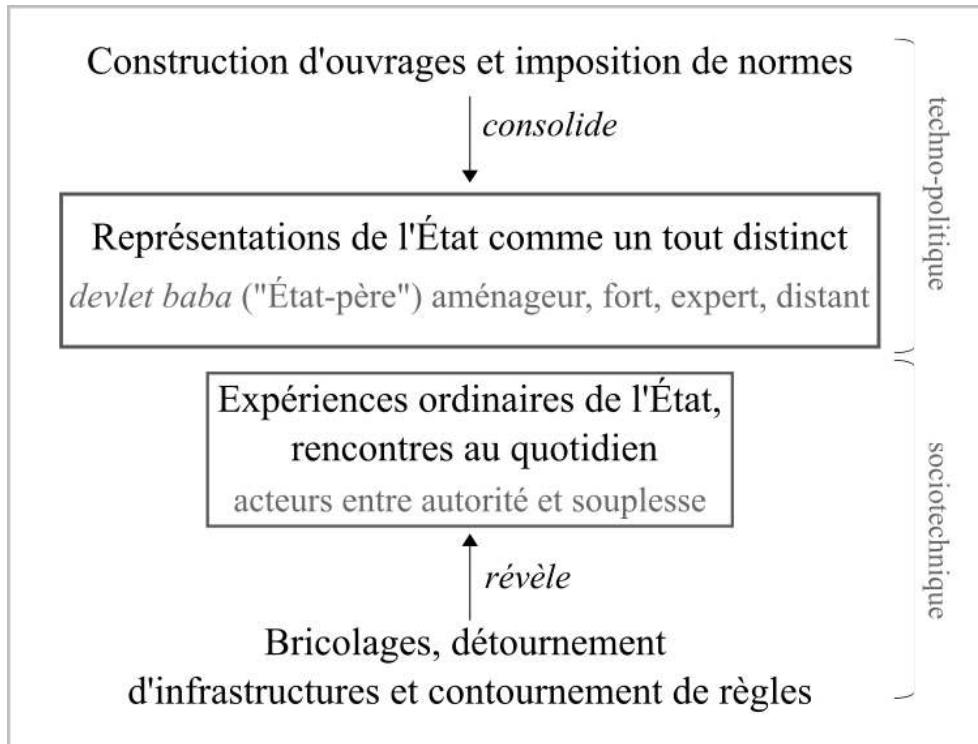 Construction d'ouvrages et imposition de normes
consolide
Représentations de l'État comme un tout distinct
devlet baba ("État-père") aménageur, fort, expert, distant
techno-politique
Expériences ordinaires de l'État,
rencontres au quotidien
acteurs entre autorité et souplesse
révèle
Bricolages, détournement
d'infrastructures et contournement de règles
sociotechnique